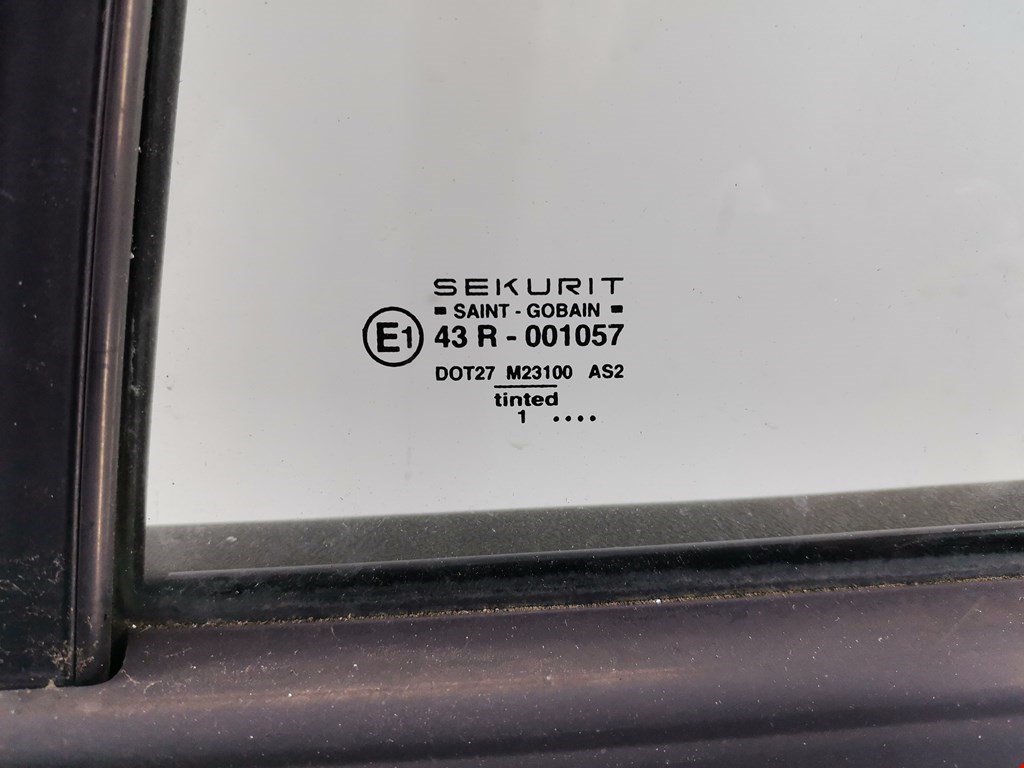 SEKURIT
SAINT - GOBAIN
E1 43 R - 001057
DOT27 M23100 AS2
tinted
1 ....